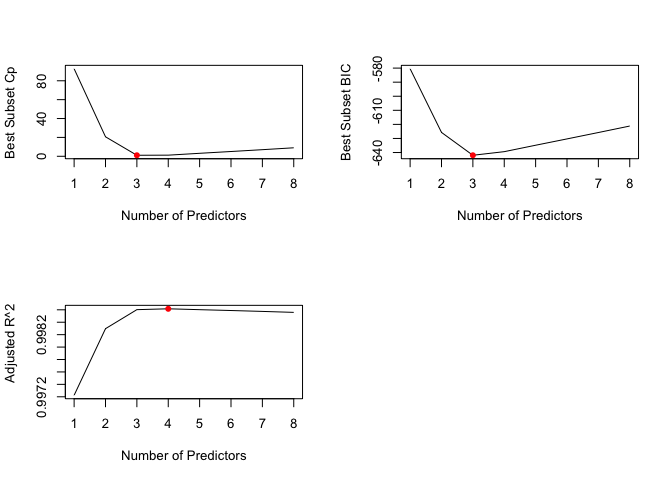 Best Subset Cp
80
40
0
1 2 3 4 5 6 7 8
Number of Predictors
Best Subset BIC
-580
-610
-640
1 2 3 4 5 6 7 8
Number of Predictors
Adjusted R^2
0.9982
0.9972
1 2 3 4 5 6 7 8
Number of Predictors